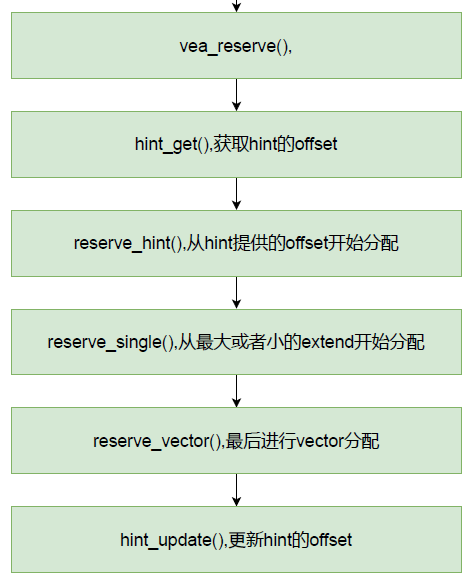 vea_reserve(),
hint_get(),获取hint的offset
reserve_hint(),从hint提供的offset开始分配
reserve_single(),从最大或者小的extend开始分配
reserve_vector(),最后进行vector分配
hint_update(),更新hint的offset